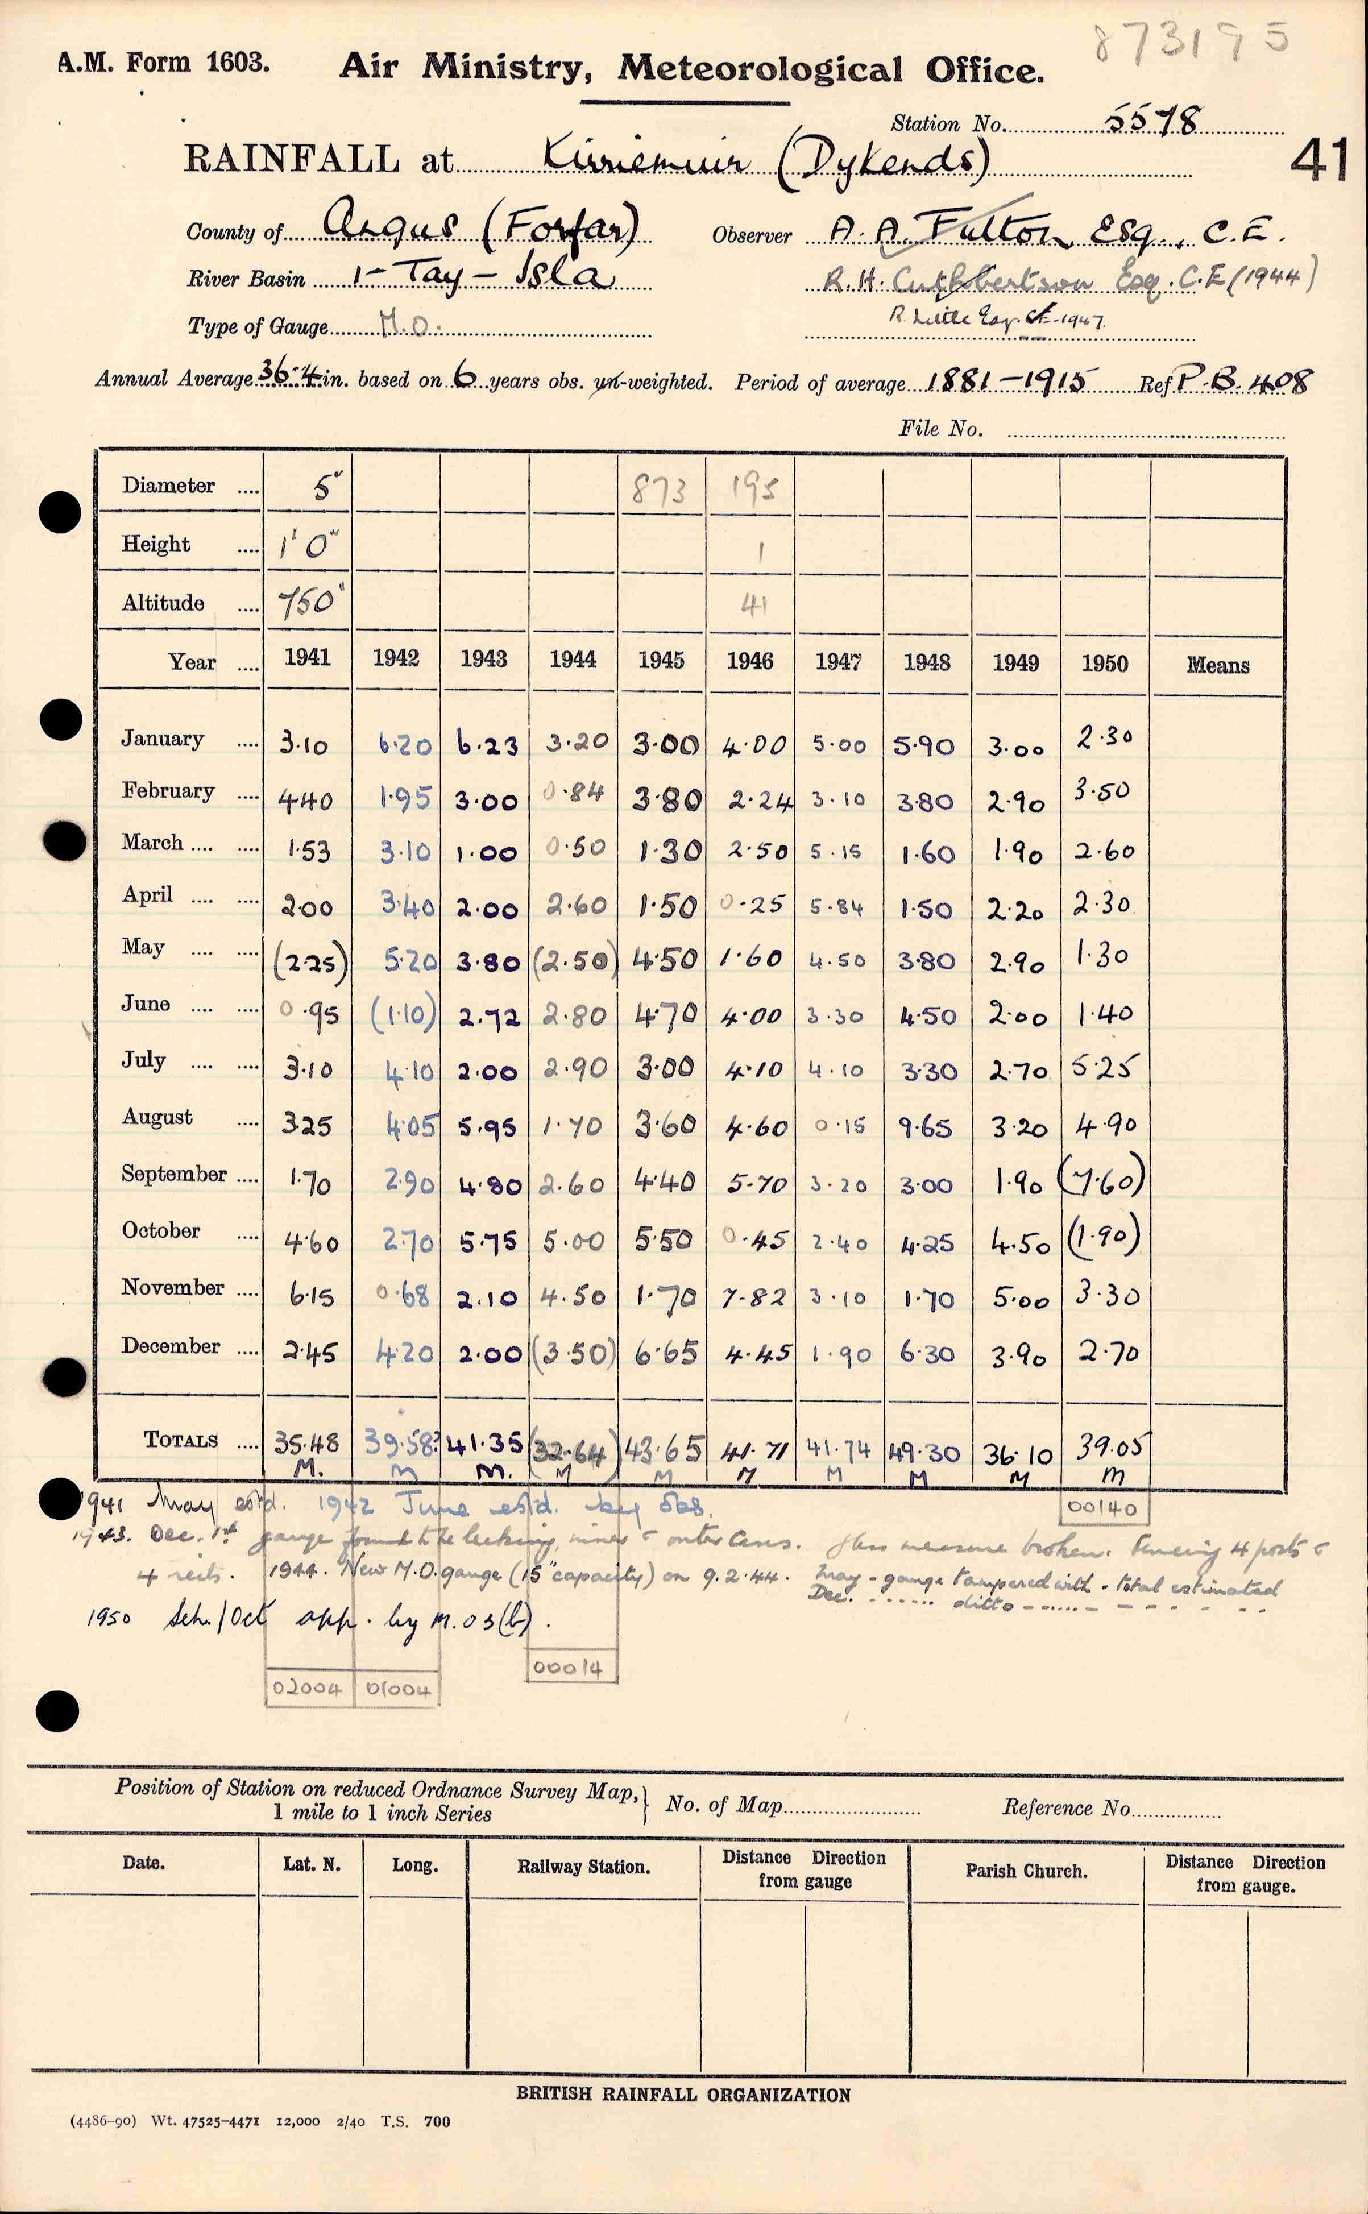 873195
A.M. Form 1603. Air Ministry, Meteorological Office.
Station No. 5578
41
RAINFALL at Kirriemuir (Dykends)
County of Angus (Forfar) Observer A. A. Fulton Esq., C.E.
River Basin 1-Tay-Isla R.H. Cuthbertson Esq. C.E (1944)
Type of Gauge M.O. R. Little Esq. CE 1947.
Annual Average 36.4 in. based on 6 years obs. un-weighted. Period of average 1881-1915 Ref P.B. 408
File No.
Diameter .... 5" 873 195
Height .... 1' 0" 1
Altitude .... 750' 41
Year .... 1941 1942 1943 1944 1945 1946 1947 1948 1949 1950 Means
January .... 3.10 6.20 6.23 3.20 3.00 4.00 5.00 5.90 3.00 2.30
February .... 4.40 1.95 3.00 0.84 3.80 2.24 3.10 3.80 2.90 3.50
March .... .... 1.53 3.10 1.00 0.50 1.30 2.50 5.15 1.60 1.90 2.60
April .... .... 2.00 3.40 2.00 2.60 1.50 0.25 5.84 1.50 2.20 2.30
May .... .... (2.25) 5.20 3.80 (2.50) 4.50 1.60 4.50 3.80 2.90 1.30
June .... .... 0.95 (1.10) 2.72 2.80 4.70 4.00 3.30 4.50 2.00 1.40
July .... .... 3.10 4.10 2.00 2.90 3.00 4.10 4.10 3.30 2.70 5.25
August .... 3.25 4.05 5.95 1.70 3.60 4.60 0.15 9.65 3.20 4.90
September .... 1.70 2.90 4.80 2.60 4.40 5.70 3.20 3.00 1.90 (7.60)
October .... 4.60 2.70 5.75 5.00 5.50 0.45 2.40 4.25 4.50 (1.90)
November .... 6.15 0.68 2.10 4.50 1.70 7.82 3.10 1.70 5.00 3.30
December .... 2.45 4.20 2.00 (3.50) 6.65 4.45 1.90 6.30 3.90 2.70
TOTALS .... 35.48 39.58? 41.35 (32.64) 43.65 41.71 41.74 49.30 36.10 39.05
M. M M. M M M M M M M
1941 May est'd. 1942 June est'd. by obs. 00140
1943. Dec. 1st gauge found to be leaking, inner & outer cans. Glass measure broken. Fencing 4 posts &
4 rails. 1944. New M.O. gauge (15" capacity) on 9.2.44. May - gauge tampered with - total estimated
Dec. ...... ditto
1950 Sch./Oct app. by M.O3(b).
00014
02004 01004
Position of Station on reduced Ordnance Survey Map, } No. of Map Reference No.
1 mile to 1 inch Series
Date. Lat. N. Long. Railway Station. Distance Direction from gauge Parish Church. Distance Direction from gauge.
BRITISH RAINFALL ORGANIZATION
(4486-90) Wt. 47525-4471 12,000 2/40 T.S. 700